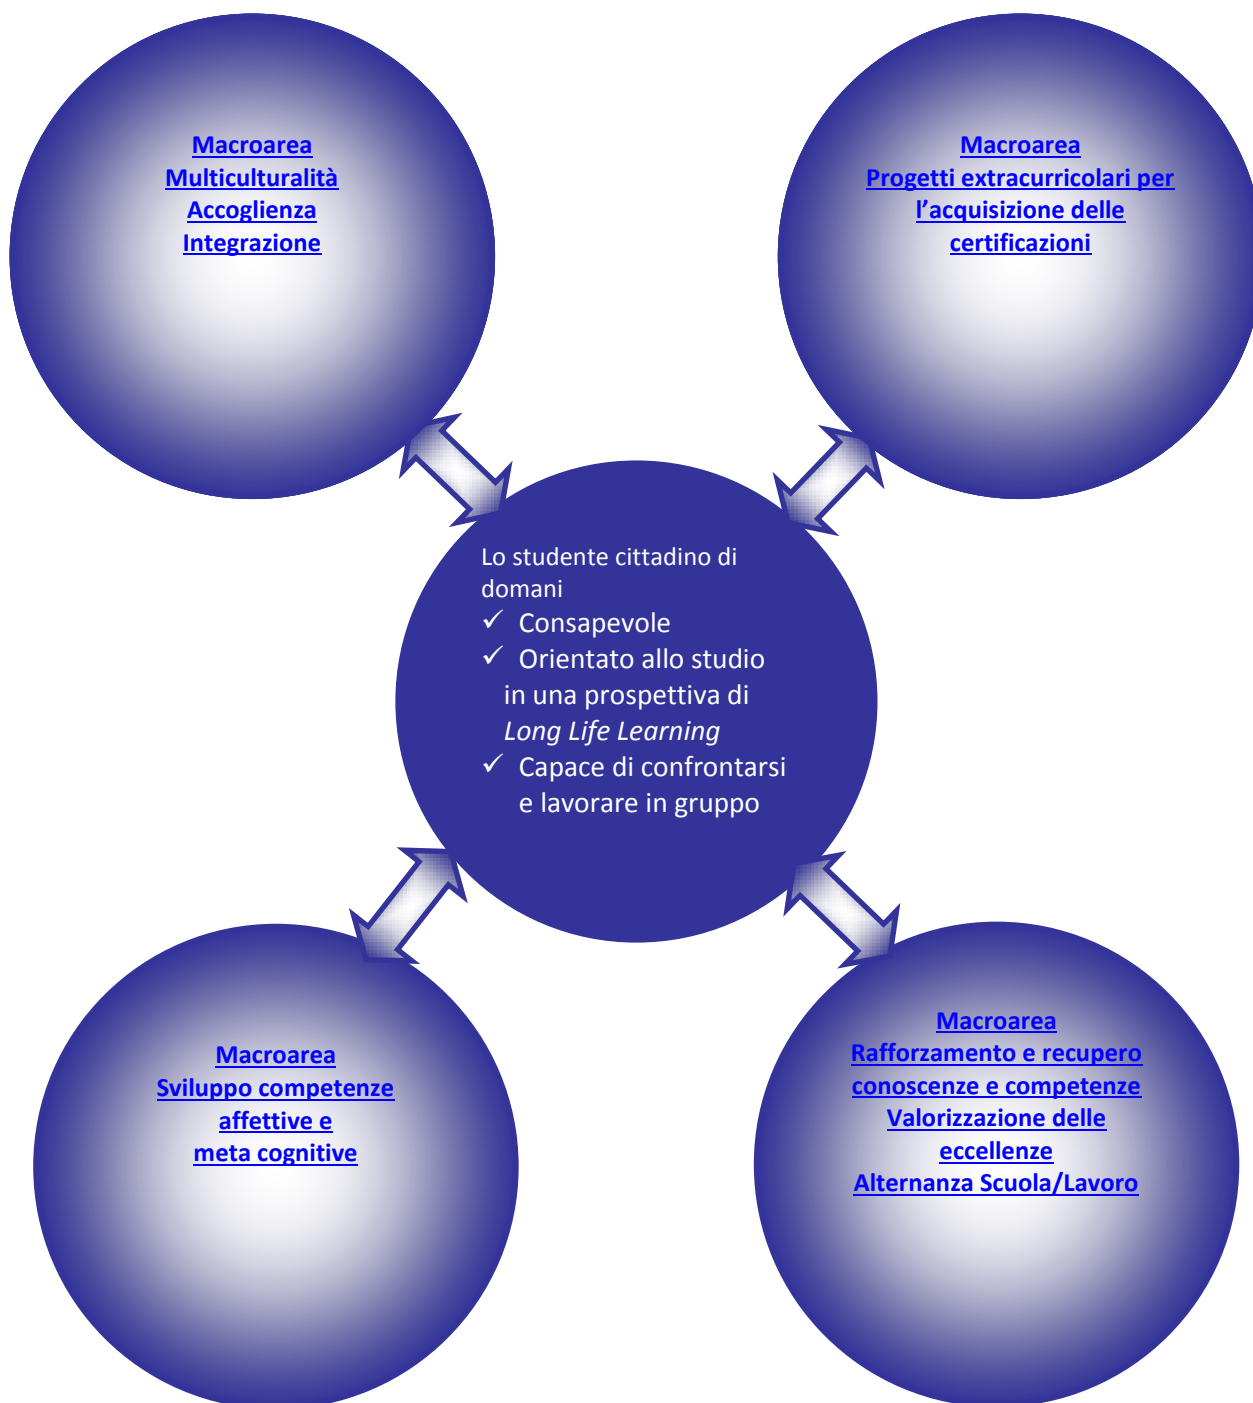 Macroarea
Multiculturalità
Accoglienza
Integrazione
Macroarea
Progetti extracurricolari per
l’acquisizione delle
certificazioni
Lo studente cittadino di
domani
✓ Consapevole
✓ Orientato allo studio
in una prospettiva di
Long Life Learning
✓ Capace di confrontarsi
e lavorare in gruppo
Macroarea
Sviluppo competenze
affettive e
meta cognitive
Macroarea
Rafforzamento e recupero
conoscenze e competenze
Valorizzazione delle
eccellenze
Alternanza Scuola/Lavoro